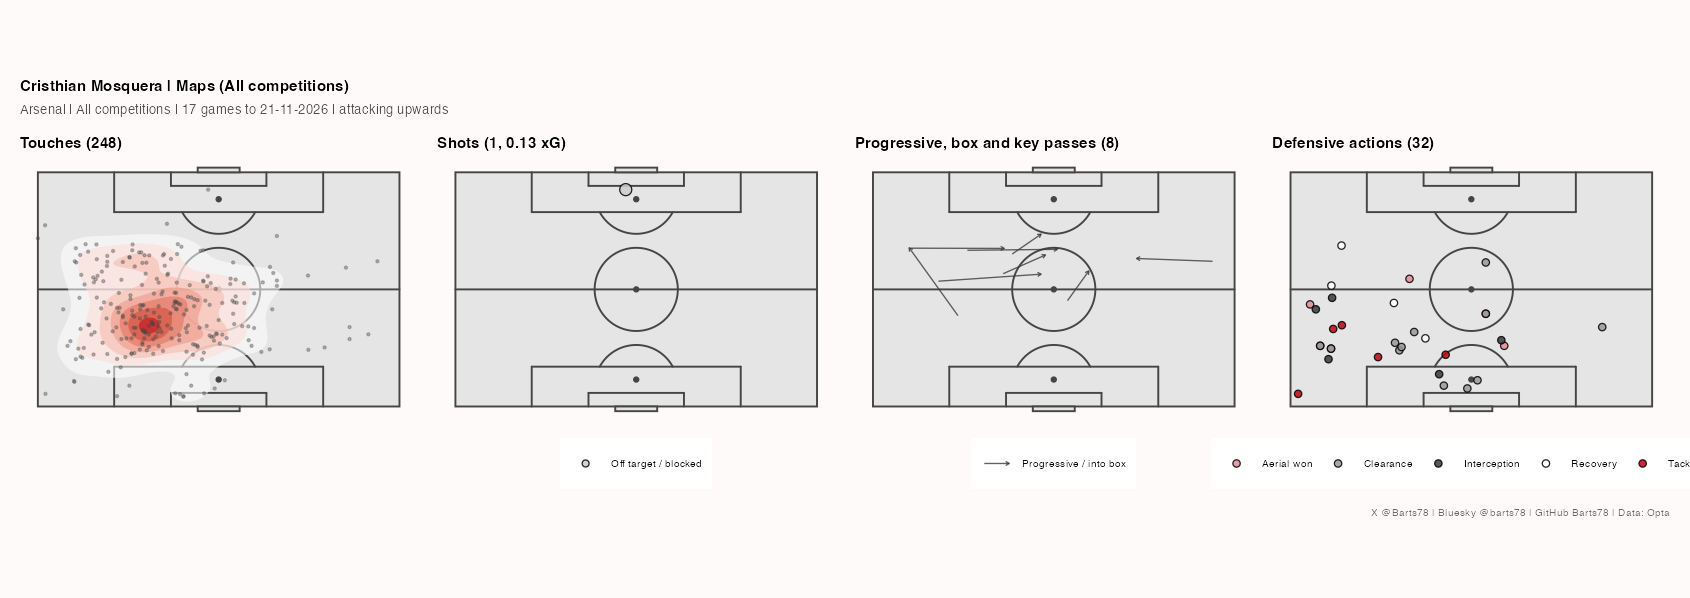 Cristhian Mosquera | Maps (All competitions)
Arsenal | All competitions | 17 games to 21-11-2026 | attacking upwards
Touches (248)
Shots (1, 0.13 xG)
Progressive, box and key passes (8)
Defensive actions (32)
Off target / blocked
Progressive / into box
Aerial won
Clearance
Interception
Recovery
Tack
X @Barts78 | Bluesky @barts78 | GitHub Barts78 | Data: Opta